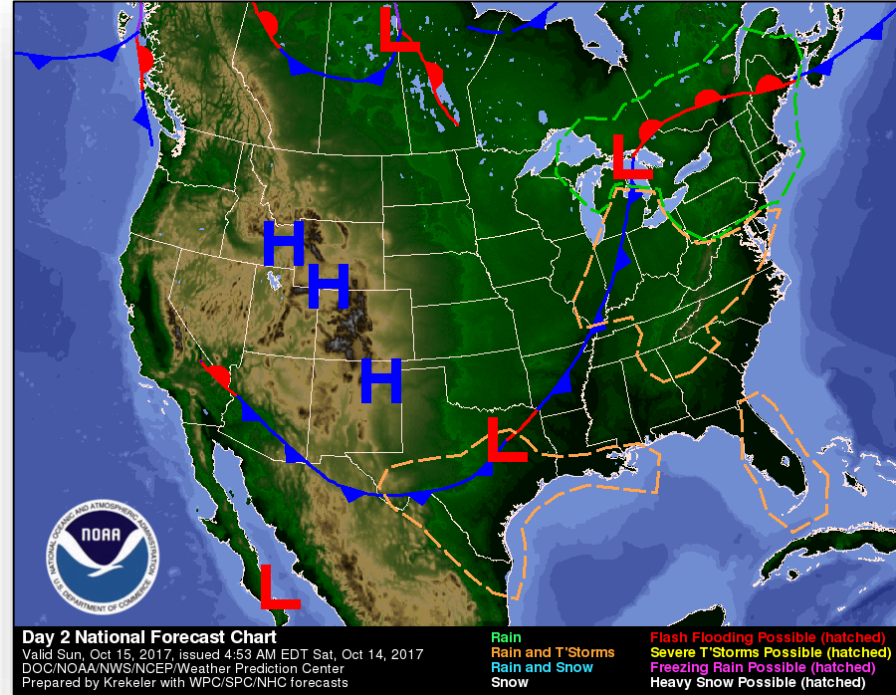 L
L
H
H
H
L
NOAA
NATIONAL OCEANIC AND ATMOSPHERIC ADMINISTRATION
U.S. DEPARTMENT OF COMMERCE
L
Day 2 National Forecast Chart
Valid Sun, Oct 15, 2017, issued 4:53 AM EDT Sat, Oct 14, 2017
DOC/NOAA/NWS/NCEP/Weather Prediction Center
Prepared by Krekeler with WPC/SPC/NHC forecasts
Rain
Rain and T'Storms
Rain and Snow
Snow
Flash Flooding Possible (hatched)
Severe T'Storms Possible (hatched)
Freezing Rain Possible (hatched)
Heavy Snow Possible (hatched)